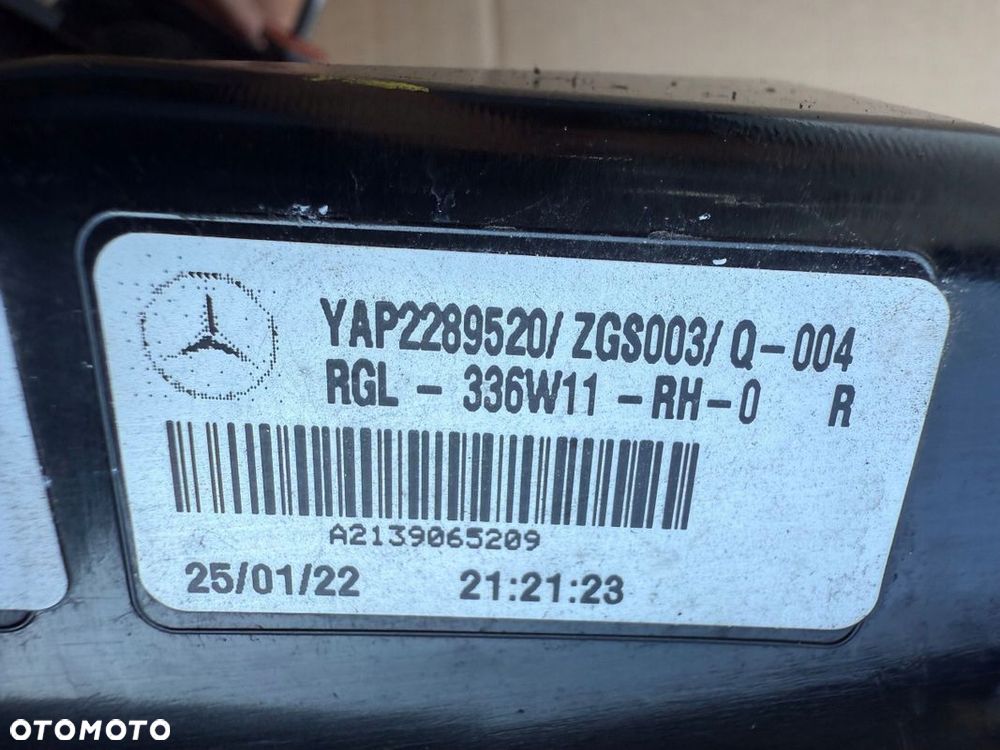 YAP2289520/ ZGS003/ Q-004
RGL - 336W11 -RH-0 R
A2139065209
25/01/22 21:21:23
OTOMOTO